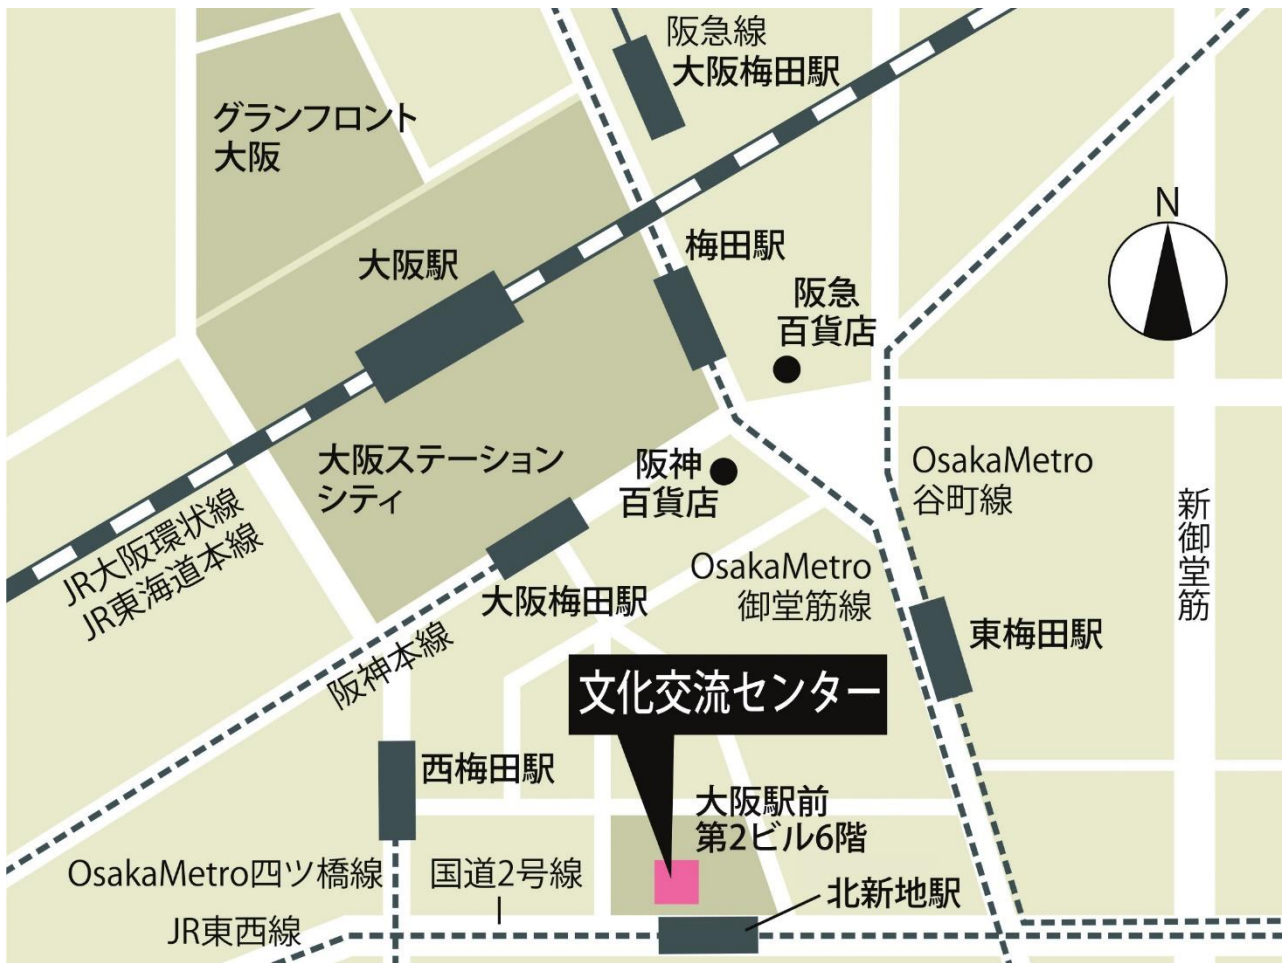 阪急線
大阪梅田駅
グランフロント
大阪
N
大阪駅
梅田駅
阪急
百貨店
大阪ステーション
シティ
阪神
百貨店
OsakaMetro
谷町線
新御堂筋
JR大阪環状線
JR東海道本線
OsakaMetro
御堂筋線
大阪梅田駅
東梅田駅
阪神本線
文化交流センター
西梅田駅
大阪駅前
第2ビル6階
OsakaMetro四ツ橋線
国道2号線
北新地駅
JR東西線